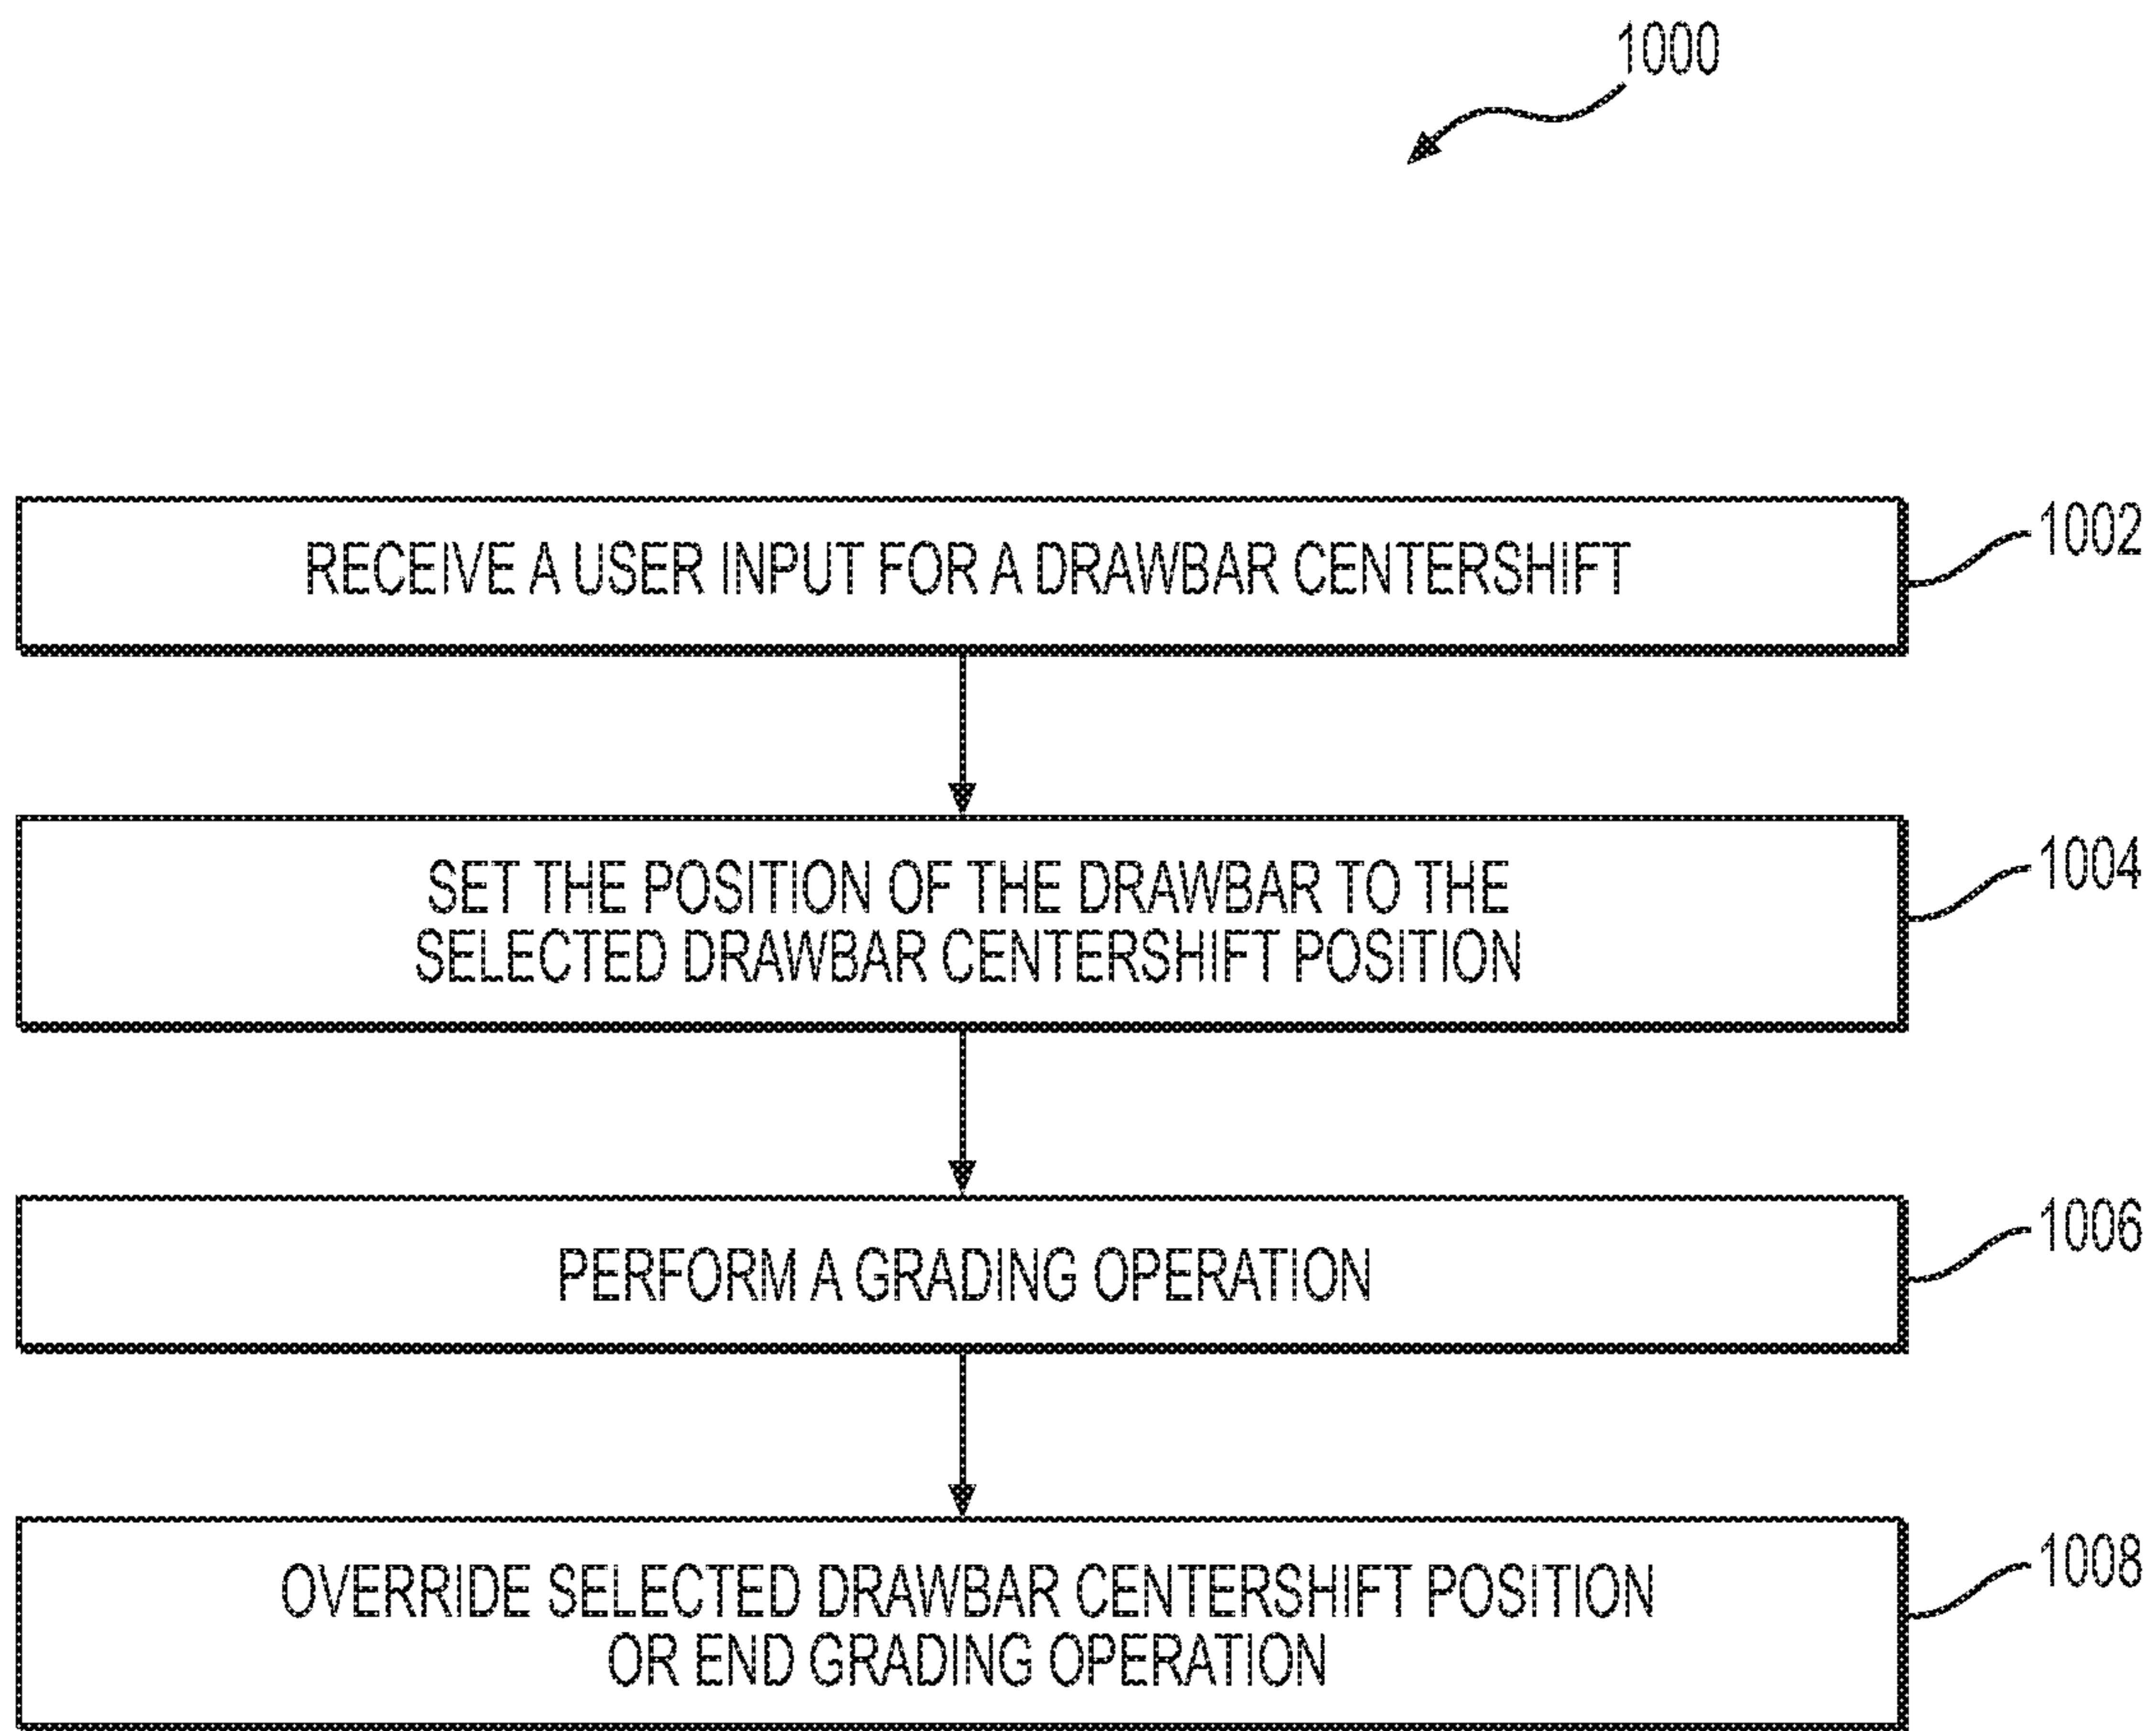 1000
RECEIVE A USER INPUT FOR A DRAWBAR CENTERSHIFT
1002
SET THE POSITION OF THE DRAWBAR TO THE
SELECTED DRAWBAR CENTERSHIFT POSITION
1004
PERFORM A GRADING OPERATION
1006
OVERRIDE SELECTED DRAWBAR CENTERSHIFT POSITION
OR END GRADING OPERATION
1008